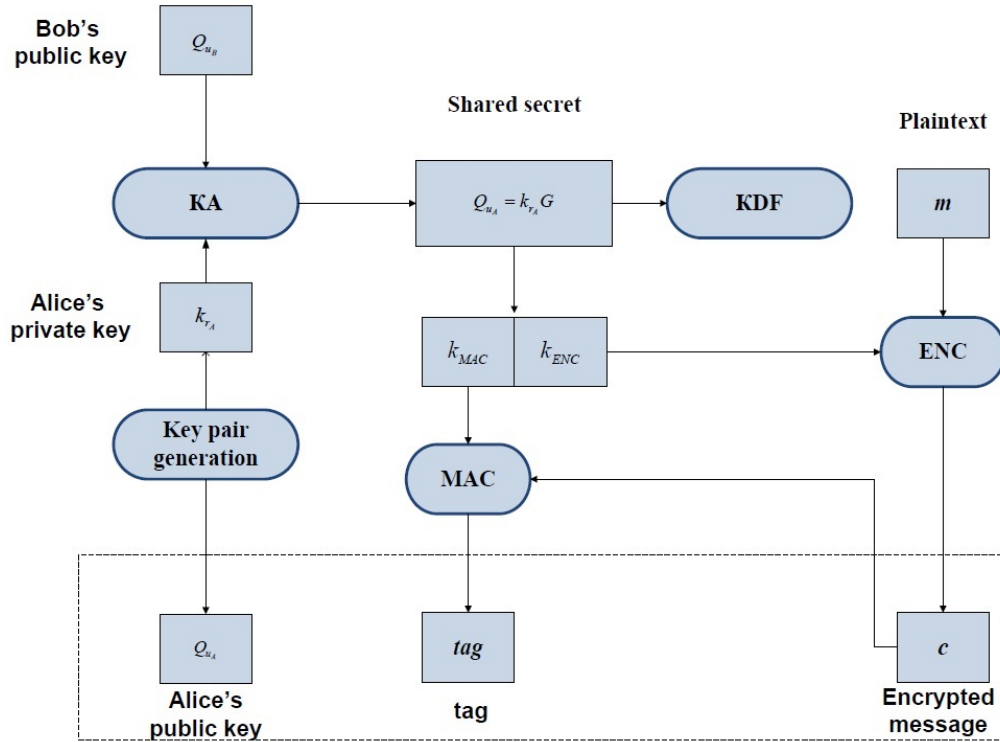 Bob's
public key
Q_{u_B}
Shared secret
Plaintext
KA
Q_{u_A} = k_{r_A} G
KDF
m
Alice's
private key
k_{r_A}
k_{MAC}
k_{ENC}
ENC
Key pair
generation
MAC
Q_{u_A}
tag
c
Alice's
public key
tag
Encrypted
message